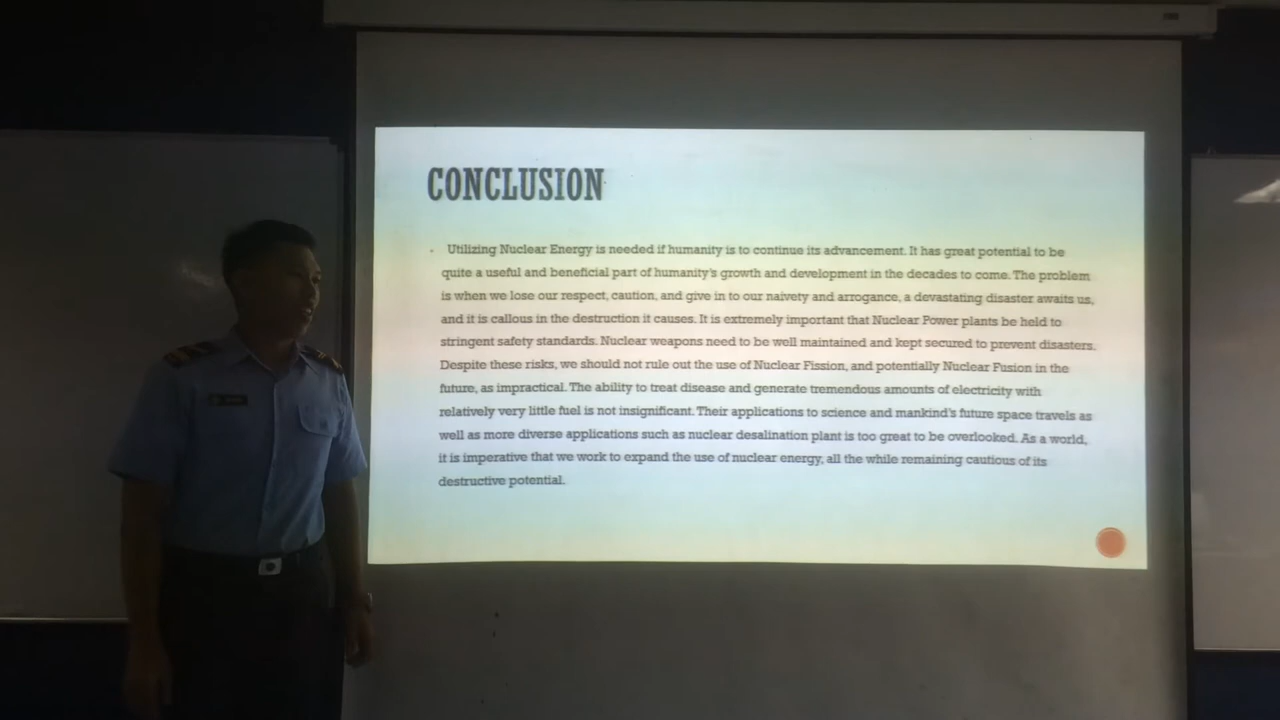 CONCLUSION
Utilizing Nuclear Energy is needed if humanity is to continue its advancement. It has great potential to be
quite a useful and beneficial part of humanity's growth and development in the decades to come. The problem
is when we lose our respect, caution, and give in to our naivety and arrogance, a devastating disaster awaits us,
and it is callous in the destruction it causes. It is extremely important that Nuclear Power plants be held to
stringent safety standards. Nuclear weapons need to be well maintained and kept secured to prevent disasters.
Despite these risks, we should not rule out the use of Nuclear Fission, and potentially Nuclear Fusion in the
future, as impractical. The ability to treat disease and generate tremendous amounts of electricity with
relatively very little fuel is not insignificant. Their applications to science and mankind's future space travels as
well as more diverse applications such as nuclear desalination plant is too great to be overlooked. As a world,
it is imperative that we work to expand the use of nuclear energy, all the while remaining cautious of its
destructive potential.